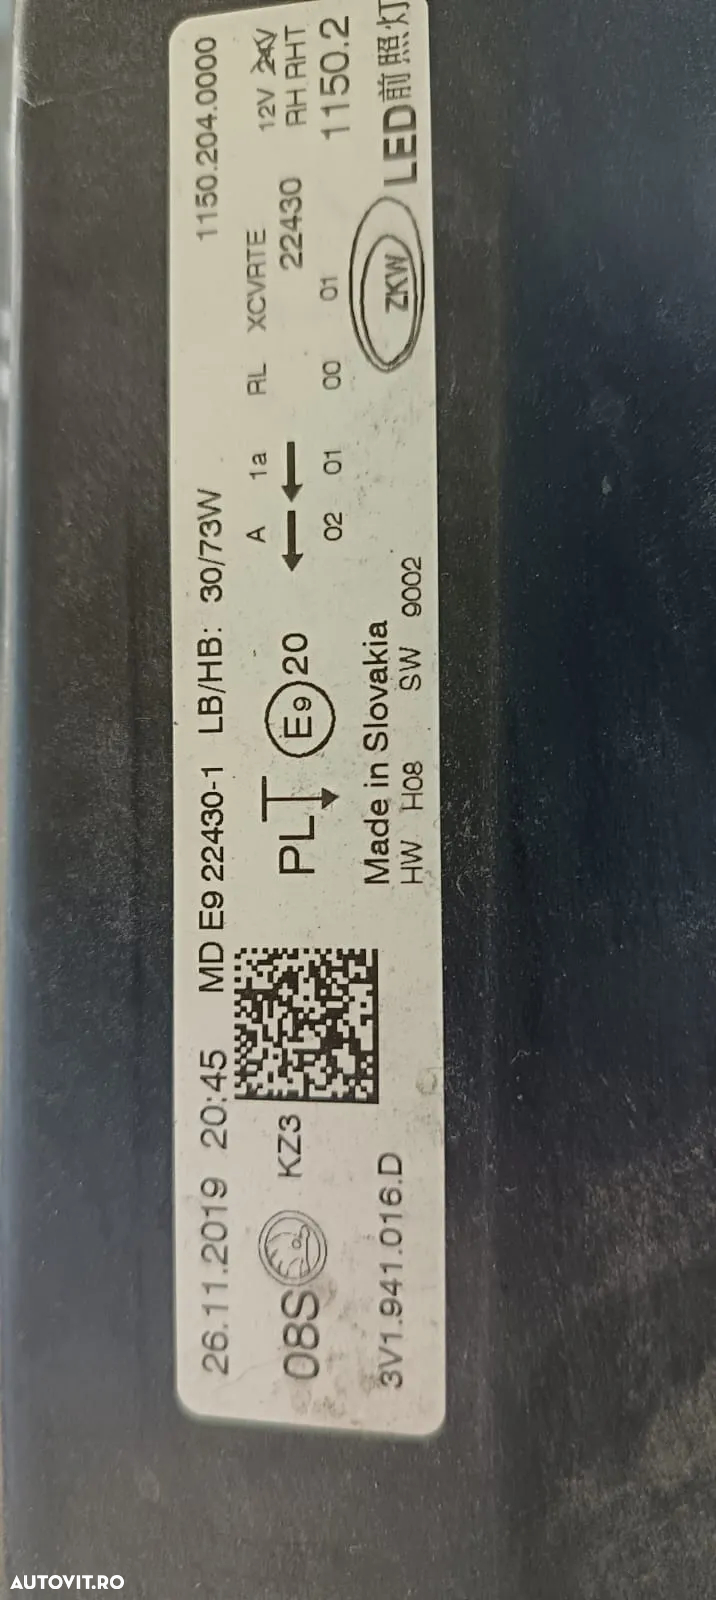 26.11.2019 20:45 MD E9 22430-1 LB/HB: 30/73W 1150.204.0000
08S KZ3 PL E9 20 A 1a RL XCVRTE 12V 24V
22430 RH RHT
02 01 00 01 1150.2
Made in Slovakia ZKW LED前照灯
3V1.941.016.D HW H08 SW 9002
AUTOVIT.RO